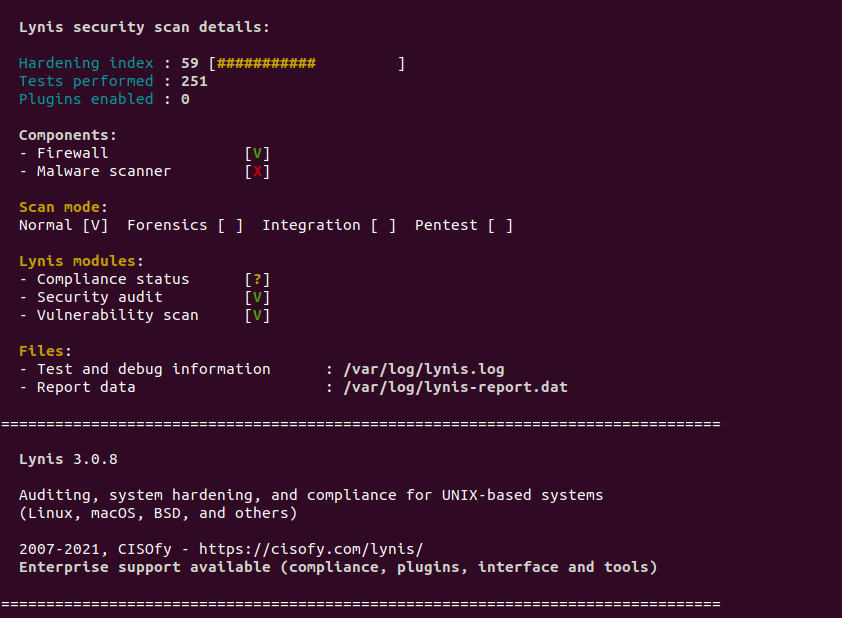 Lynis security scan details:
Hardening index : 59 [###########         ]
Tests performed : 251
Plugins enabled : 0
Components:
- Firewall               [V]
- Malware scanner        [X]
Scan mode:
Normal [V]  Forensics [ ]  Integration [ ]  Pentest [ ]
Lynis modules:
- Compliance status      [?]
- Security audit         [V]
- Vulnerability scan     [V]
Files:
- Test and debug information      : /var/log/lynis.log
- Report data                     : /var/log/lynis-report.dat
================================================================================
Lynis 3.0.8
Auditing, system hardening, and compliance for UNIX-based systems
(Linux, macOS, BSD, and others)
2007-2021, CISOfy - https://cisofy.com/lynis/
Enterprise support available (compliance, plugins, interface and tools)
================================================================================